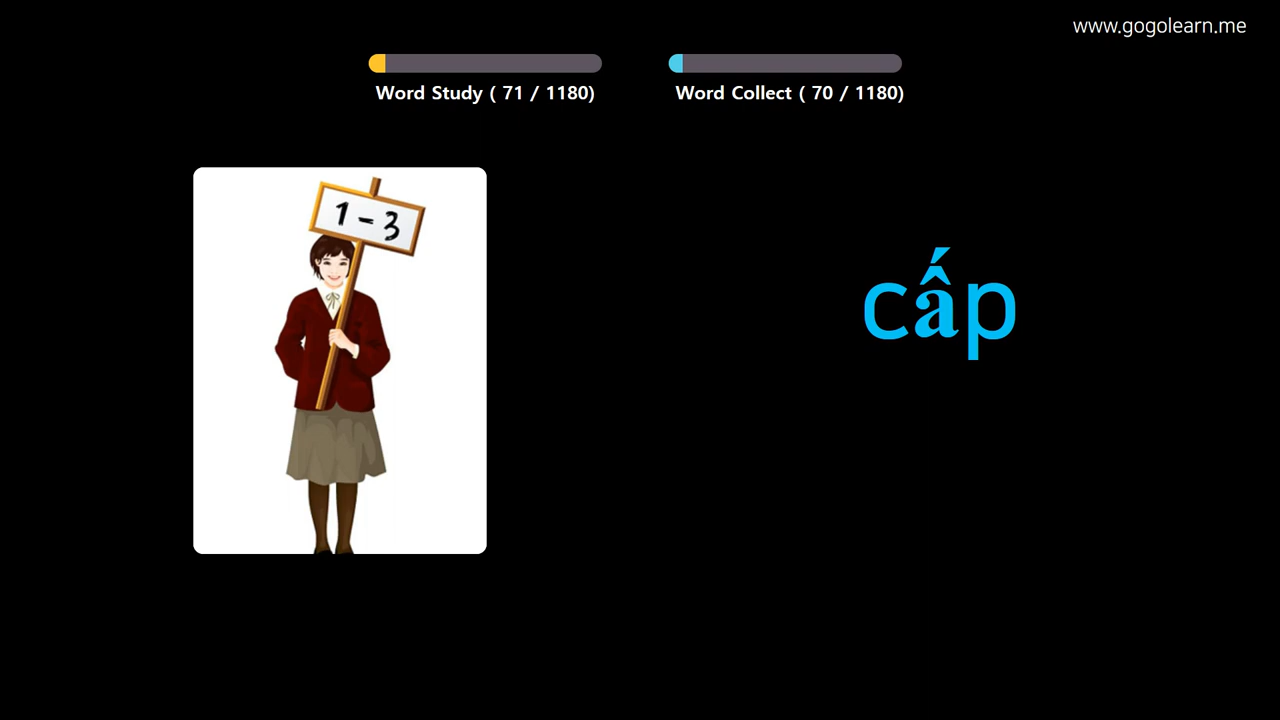 www.gogolearn.me
Word Study ( 71 / 1180)
Word Collect ( 70 / 1180)
1 - 3
cấp